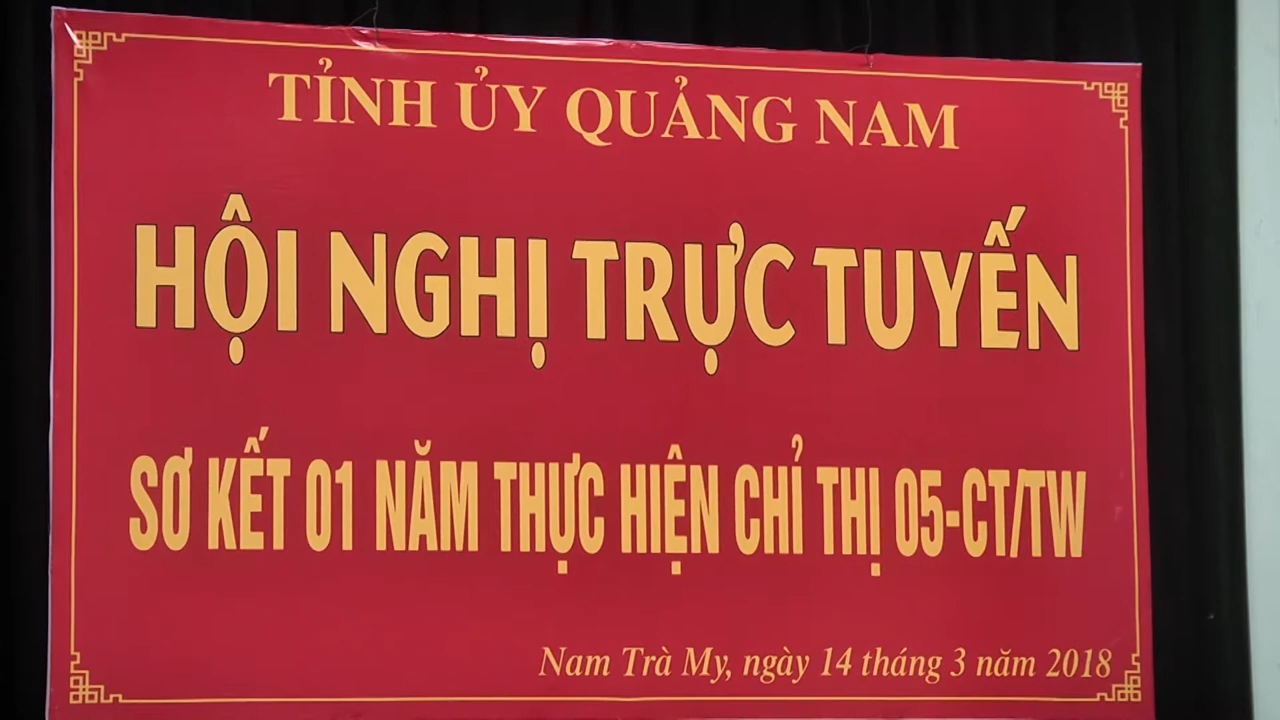 TỈNH ỦY QUẢNG NAM
HỘI NGHỊ TRỰC TUYẾN
SƠ KẾT 01 NĂM THỰC HIỆN CHỈ THỊ 05-CT/TW
Nam Trà My, ngày 14 tháng 3 năm 2018